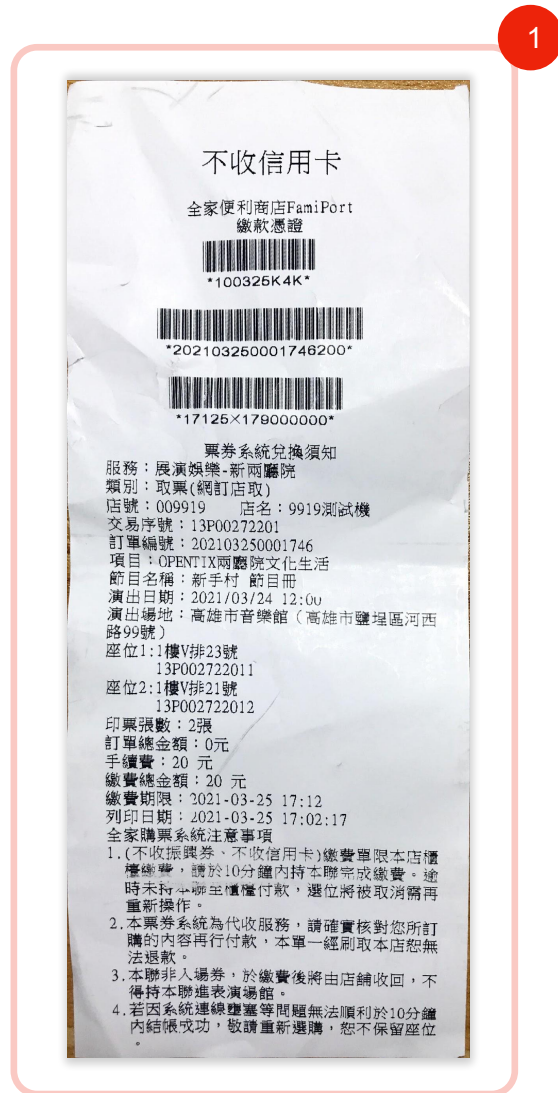 1
不收信用卡
全家便利商店FamiPort
繳款憑證
*100325K4K*
*202103250001746200*
*17125X179000000*
票券系統兌換須知
服務：展演娛樂-新兩廳院
類別：取票(網訂店取)
店號：009919 店名：9919測試機
交易序號：13P00272201
訂單編號：202103250001746
項目：OPENTIX兩廳院文化生活
節目名稱：新手村 節目冊
演出日期：2021/03/24 12:00
演出場地：高雄市音樂館（高雄市鹽埕區河西
路99號）
座位1:1樓V排23號
13P002722011
座位2:1樓V排21號
13P002722012
印票張數：2張
訂單總金額：0元
手續費：20 元
繳費總金額：20 元
繳費期限：2021-03-25 17:12
列印日期：2021-03-25 17:02:17
全家購票系統注意事項
1.(不收振興券、不收信用卡)繳費單限本店櫃
檯繳費，請於10分鐘內持本聯完成繳費。逾
時未持本聯至櫃檯付款，選位將被取消需再
重新操作。
2.本票券系統為代收服務，請確實核對您所訂
購的內容再行付款，本單一經刷取本店恕無
法退款。
3.本聯非入場券，於繳費後將由店鋪收回，不
得持本聯進表演場館。
4.若因系統連線壅塞等問題無法順利於10分鐘
內結帳成功，敬請重新選購，恕不保留座位
。